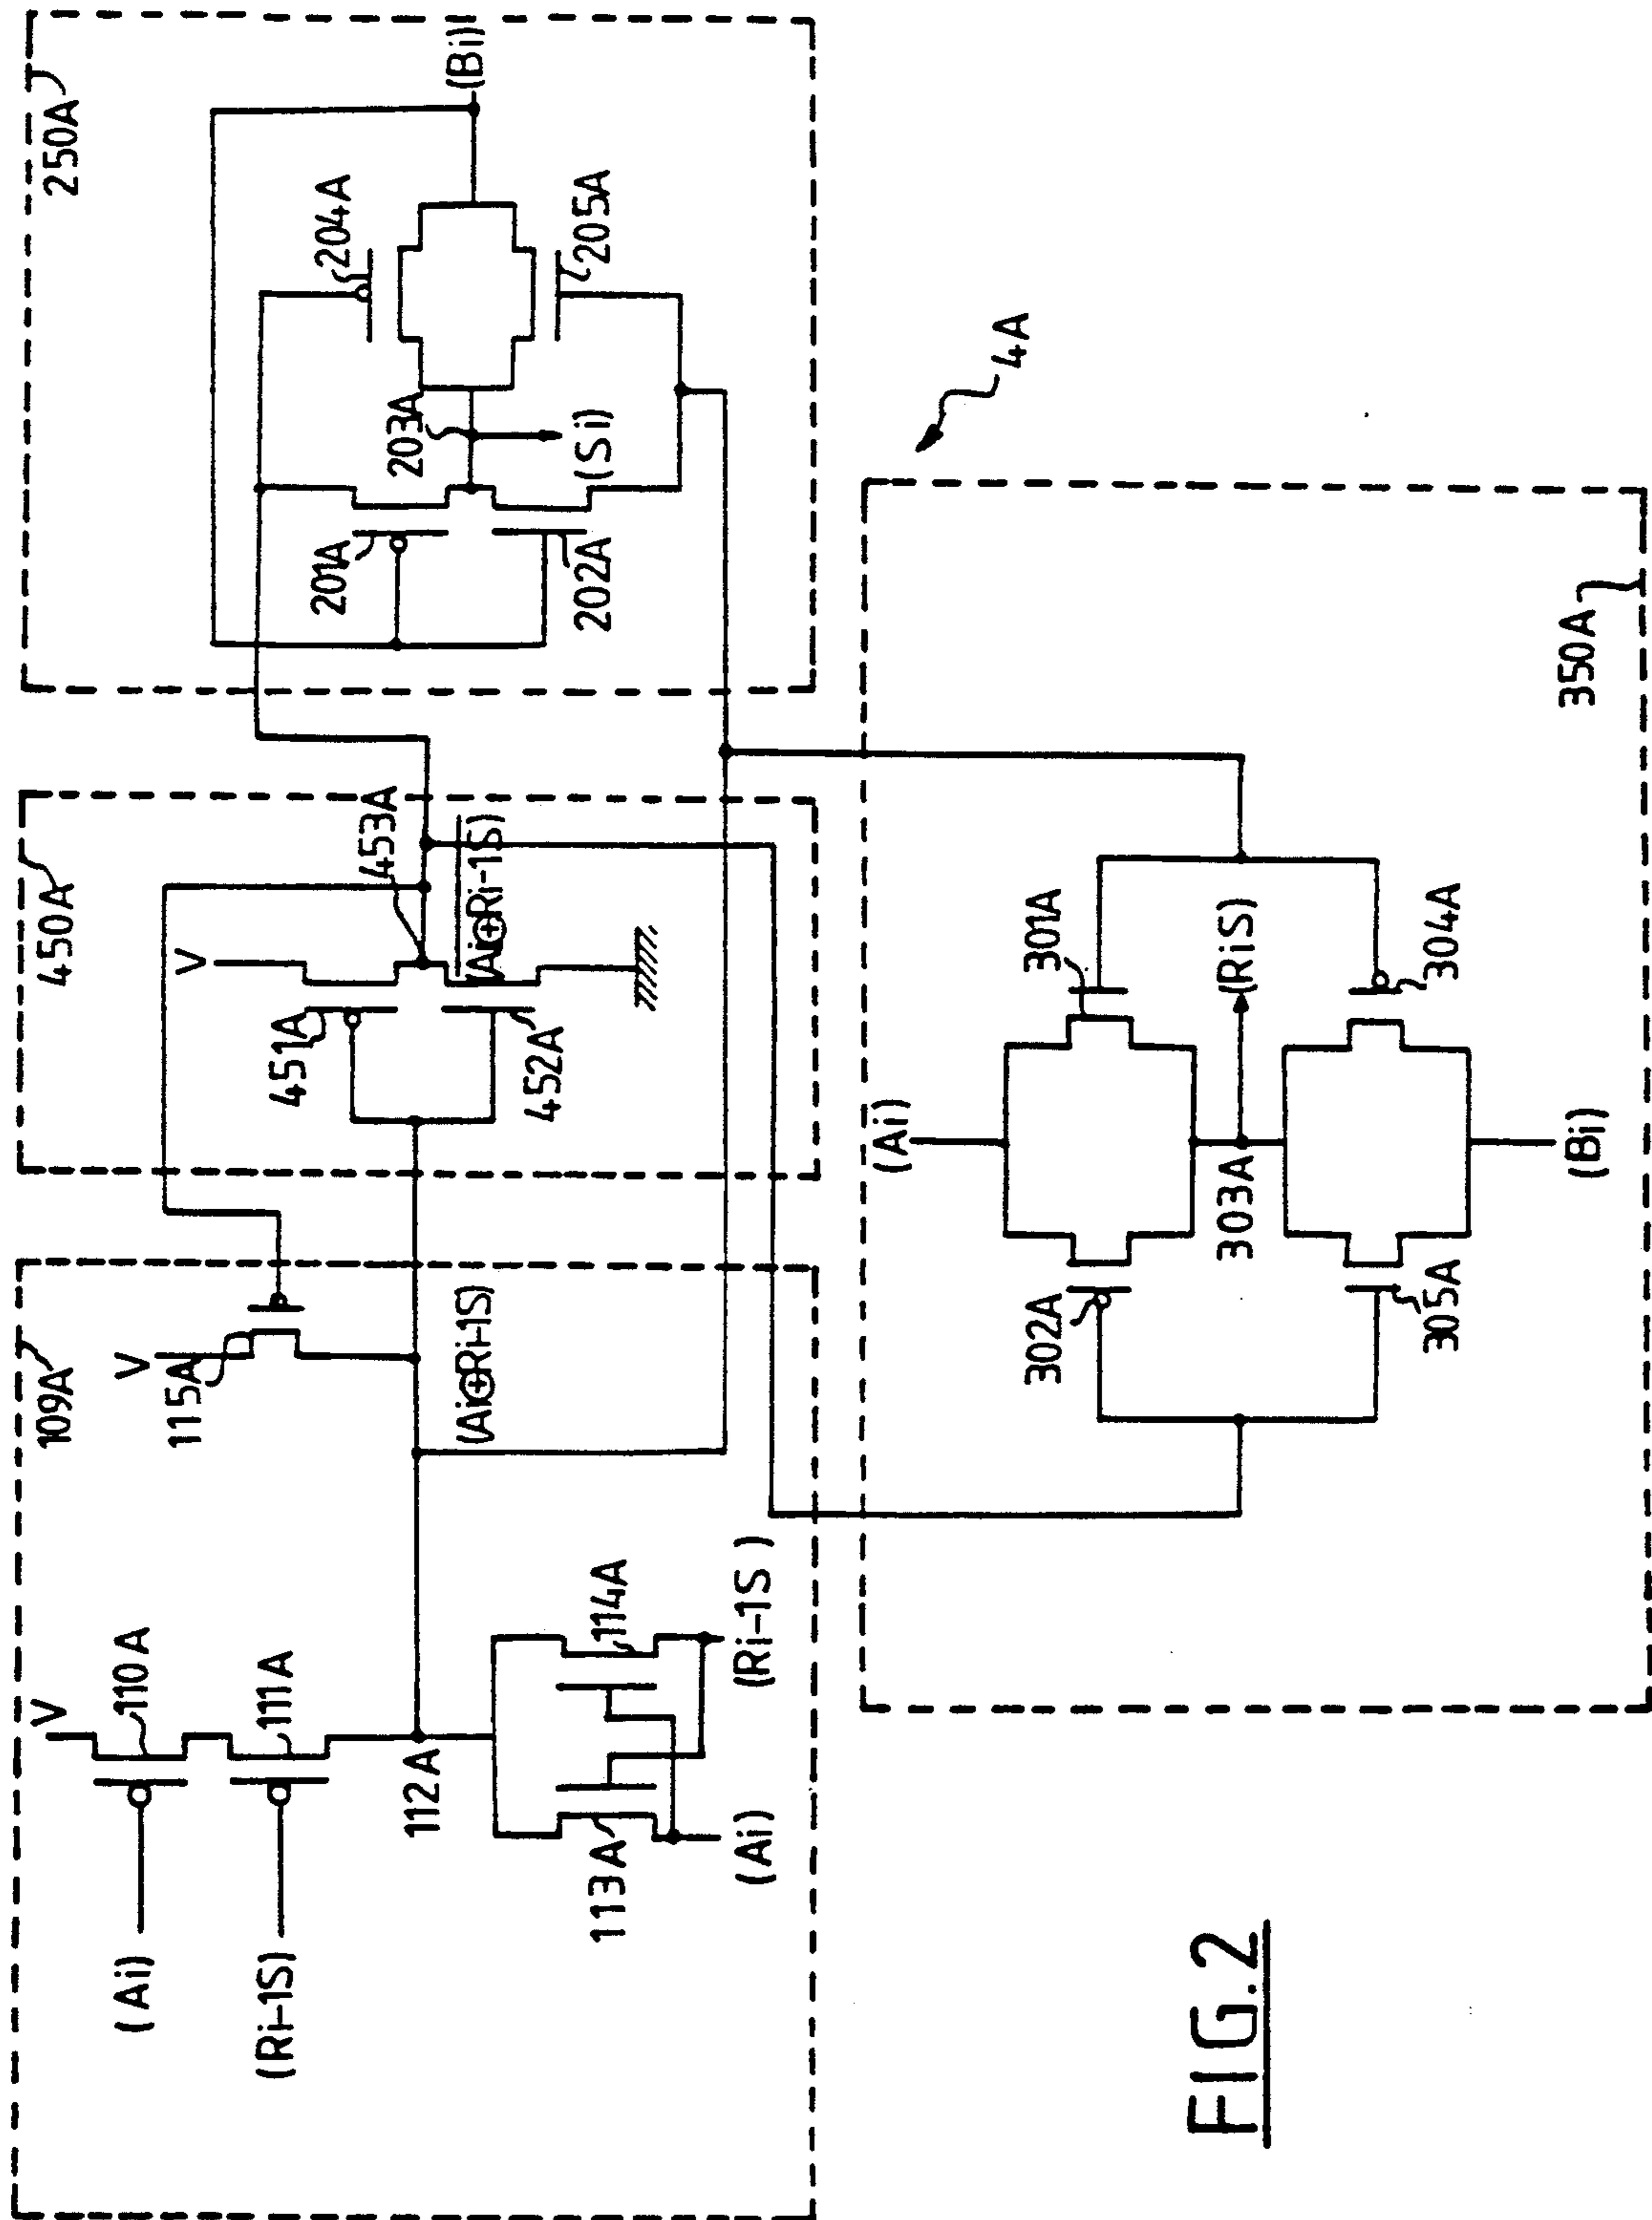 109A
V
110A
(Ai)
111A
(Ri-1S)
112A
113A
114A
(Ai)
(Ri-1S)
V
115A
(Ai⊕Ri-1S)
450A
V
451A
453A
452A
(Ai⊕Ri-1S)
250A
201A
204A
203A
(Bi)
202A
(Si)
205A
4A
(Ai)
302A
301A
303A
(RiS)
305A
304A
(Bi)
350A
FIG.2